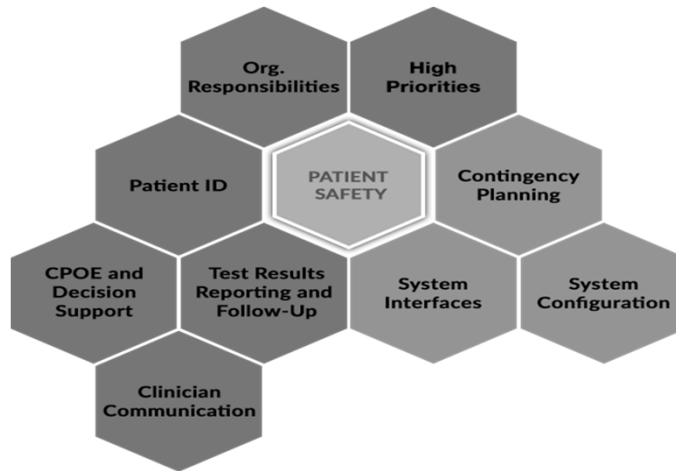 Org.
Responsibilities
High
Priorities
Patient ID
PATIENT
SAFETY
Contingency
Planning
CPOE and
Decision
Support
Test Results
Reporting and
Follow-Up
System
Interfaces
System
Configuration
Clinician
Communication